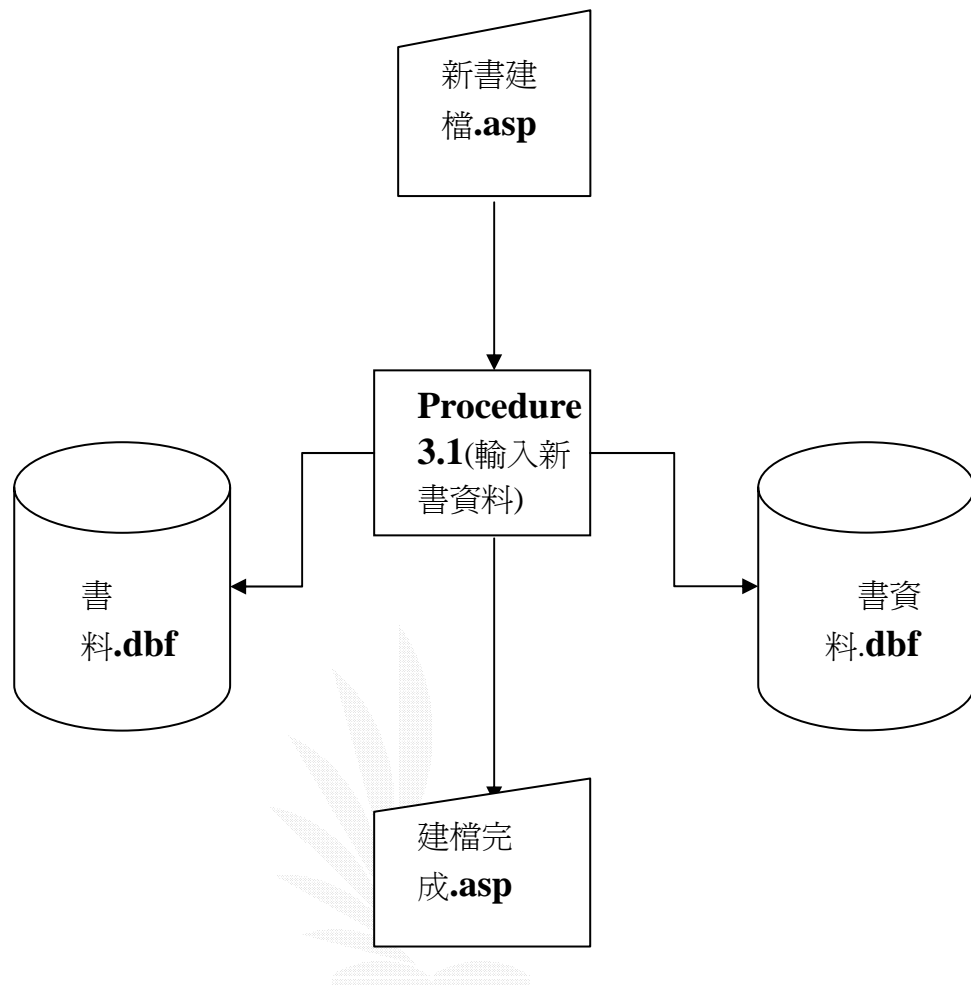 新書建
檔.asp
Procedure
3.1(輸入新
書資料)
書
料.dbf
書資
料.dbf
建檔完
成.asp